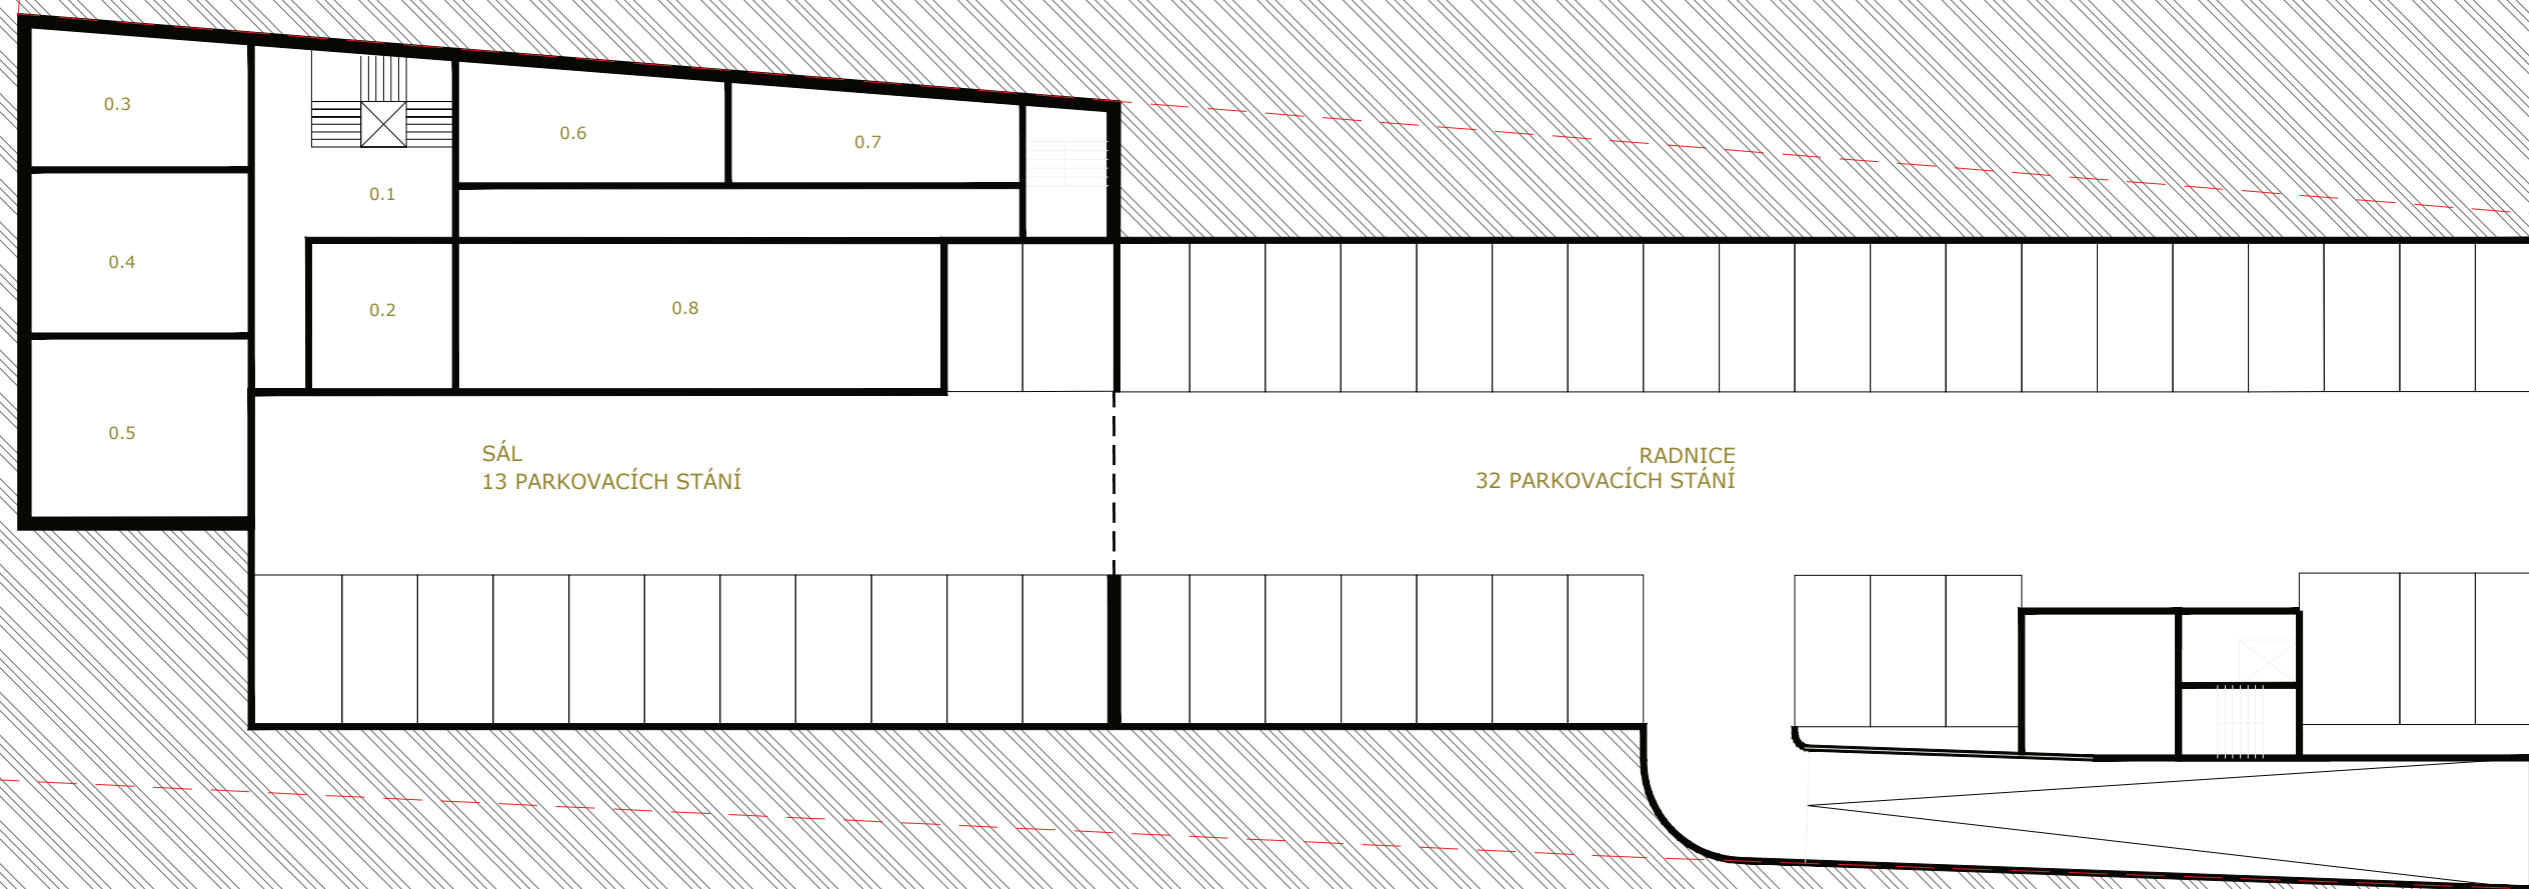 0.3
0.6
0.7
0.1
0.4
0.2
0.8
0.5
SÁL
13 PARKOVACÍCH STÁNÍ
RADNICE
32 PARKOVACÍCH STÁNÍ